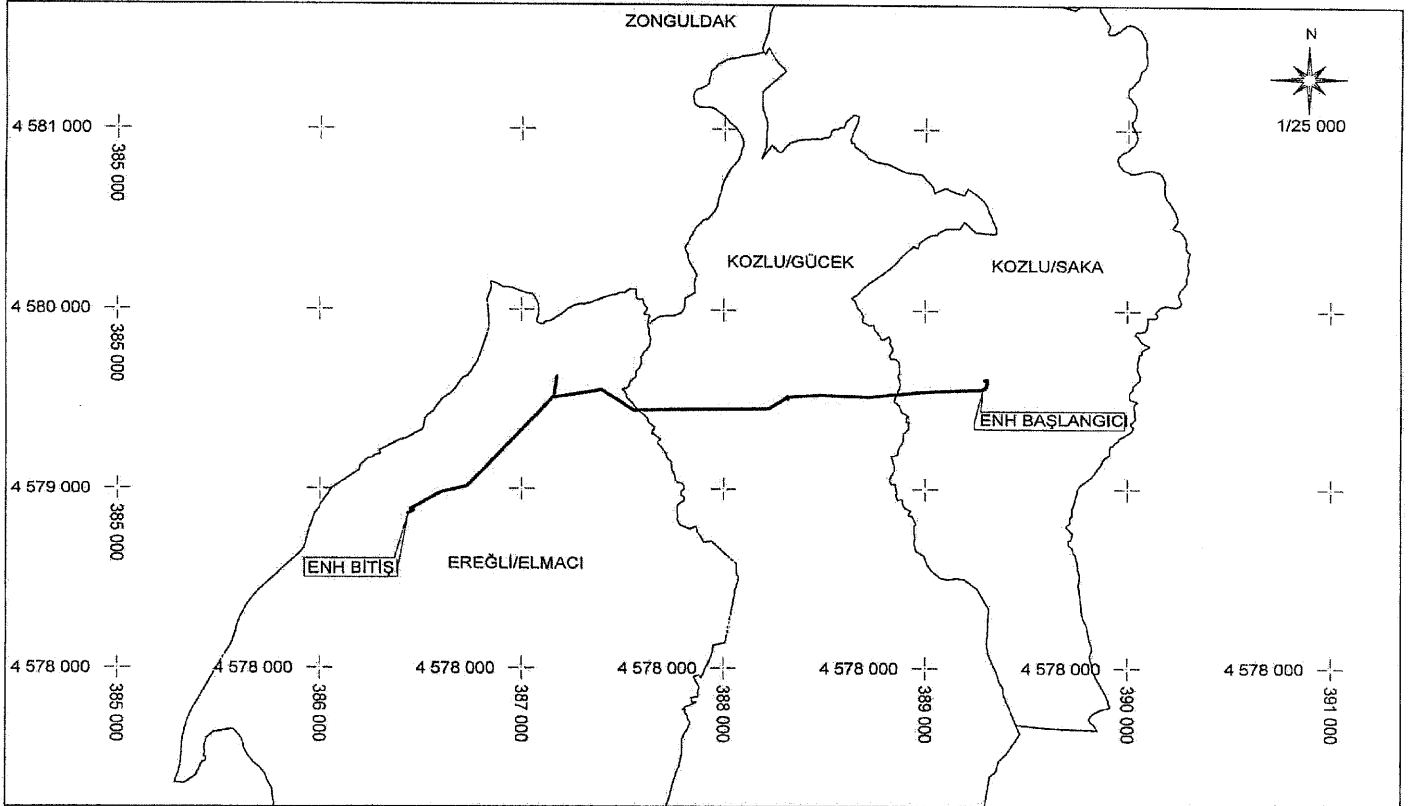 ZONGULDAK
N
1/25 000
4 581 000
385 000
KOZLU/GÜCEK
KOZLU/SAKA
4 580 000
385 000
ENH BAŞLANGICI
4 579 000
385 000
ENH BİTİŞ
EREĞLİ/ELMACI
4 578 000
4 578 000
4 578 000
4 578 000
4 578 000
4 578 000
4 578 000
385 000
386 000
387 000
388 000
389 000
390 000
391 000